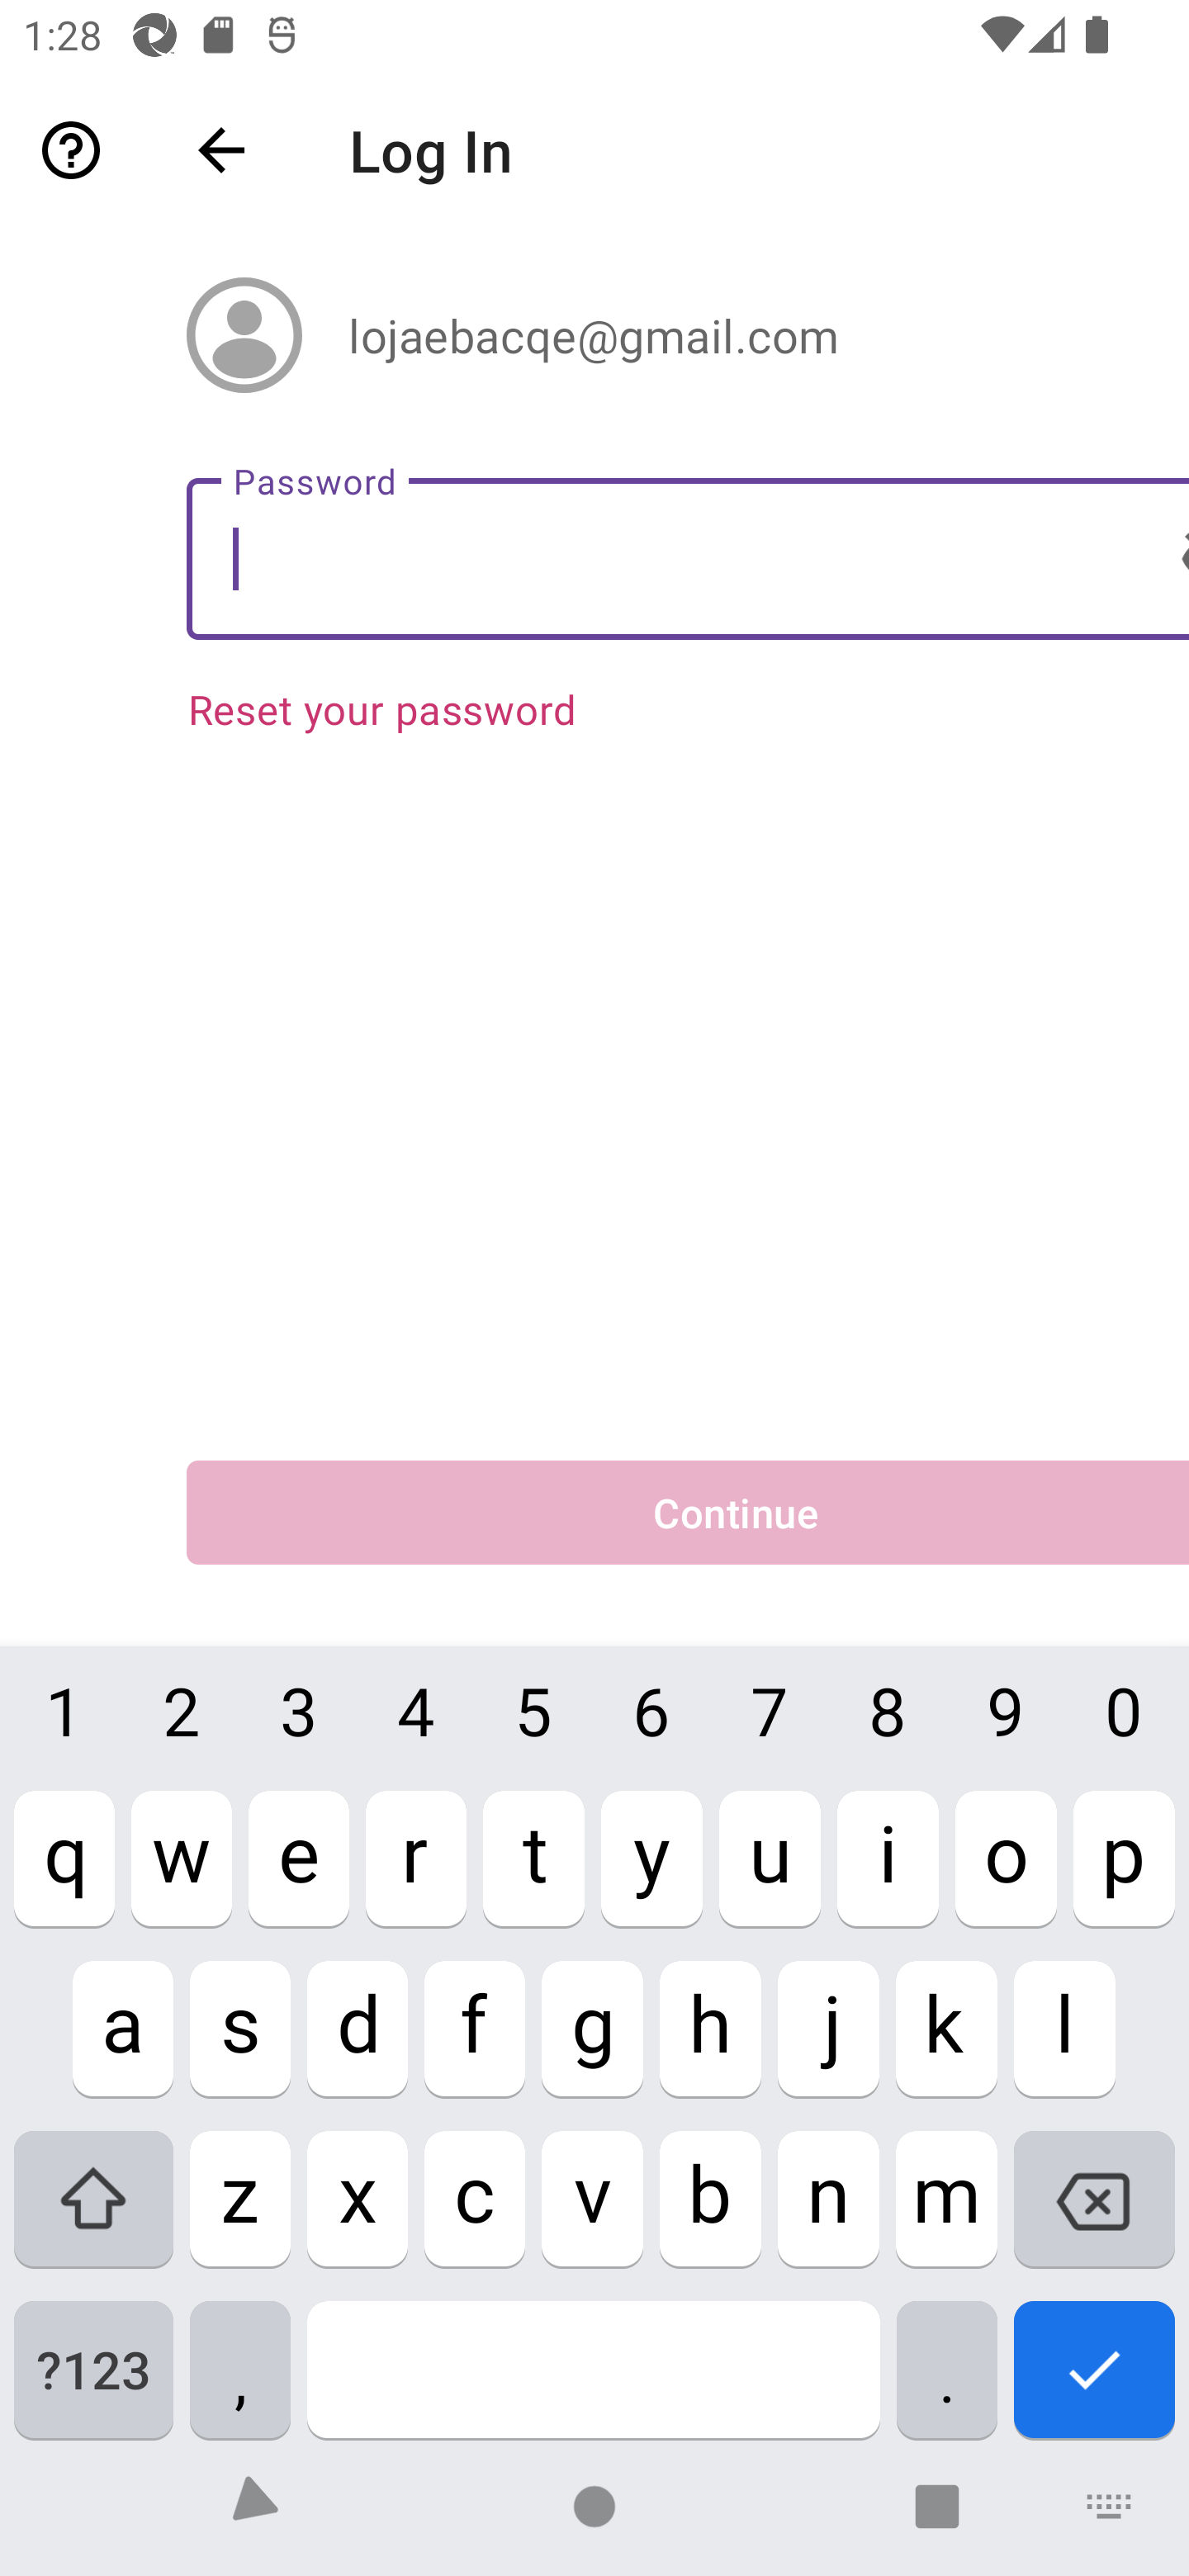 1:28
Log In
lojaebacqe@gmail.com
Password
Reset your password
Continue
1 2 3 4 5 6 7 8 9 0
q w e r t y u i o p
a s d f g h j k l
z x c v b n m
?123 , .